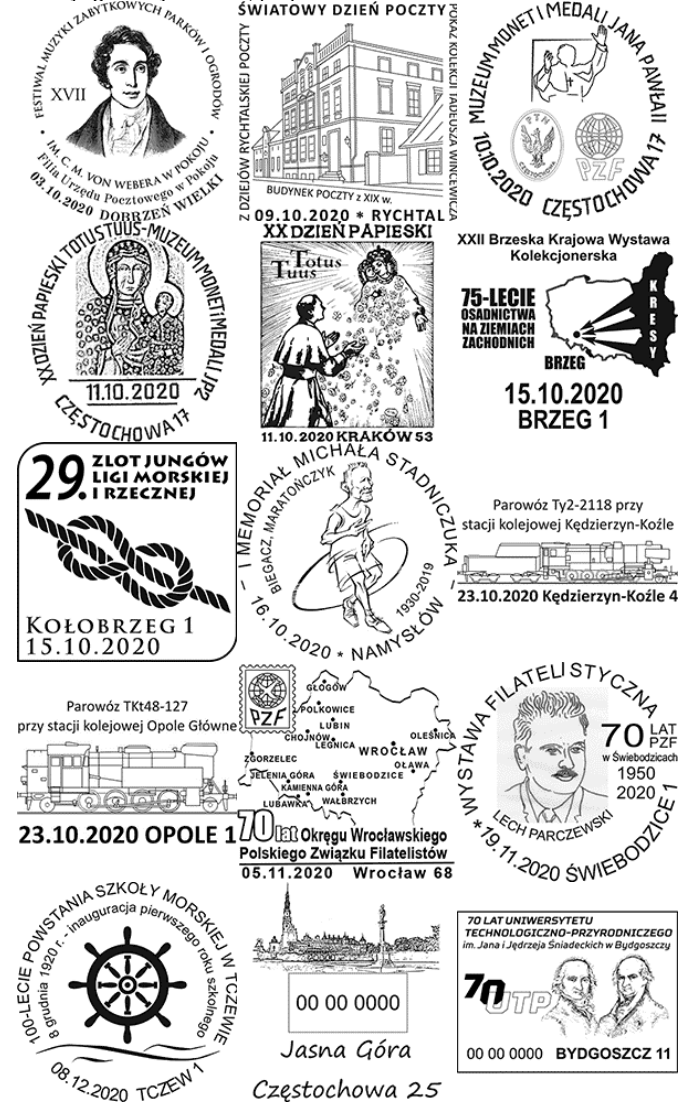 FESTIWAL MUZYKI ZABYTKOWYCH PARKÓW I OGRODÓW
XVII
• IM. C. M. VON WEBERA W POKOJU •
Filia Urzędu Pocztowego w Pokoju
03.10.2020 DOBRZEŃ WIELKI
ŚWIATOWY DZIEŃ POCZTY
Z DZIEJÓW RYCHTALSKIEJ POCZTY
POKAZ KOLEKCJI TADEUSZA WINCEWICZA
BUDYNEK POCZTY z XIX w.
09.10.2020 * RYCHTAL
MUZEUM MONET I MEDALI JANA PAWŁA II
PTN
CZĘSTOCHOWA
PZF
10.10.2020 CZĘSTOCHOWA 17
XX DZIEŃ PAPIESKI TOTUS TUUS-MUZEUM MONET i MEDALI JP2
11.10.2020
CZĘSTOCHOWA 17
XX DZIEŃ PAPIESKI
Totus
Tuus
11.10.2020 KRAKÓW 53
XXII Brzeska Krajowa Wystawa
Kolekcjonerska
75-LECIE
OSADNICTWA
NA ZIEMIACH
ZACHODNICH
KRESY
BRZEG
15.10.2020
BRZEG 1
29. ZLOT JUNGÓW
LIGI MORSKIEJ
I RZECZNEJ
KOŁOBRZEG 1
15.10.2020
– I MEMORIAŁ MICHAŁA STADNICZUKA –
BIEGACZ, MARATOŃCZYK
1930-2019
16.10.2020 * NAMYSŁÓW
Parowóz Ty2-2118 przy
stacji kolejowej Kędzierzyn-Koźle
23.10.2020 Kędzierzyn-Koźle 4
Parowóz TKt48-127
przy stacji kolejowej Opole Główne
23.10.2020 OPOLE 1
PZF
GŁOGÓW
POLKOWICE
LUBIN
CHOJNÓW
LEGNICA
OLEŚNICA
WROCŁAW
OŁAWA
ZGORZELEC
JELENIA GÓRA
ŚWIEBODZICE
KAMIENNA GÓRA
LUBAWKA
WAŁBRZYCH
70 lat Okręgu Wrocławskiego
Polskiego Związku Filatelistów
05.11.2020 Wrocław 68
WYSTAWA FILATELISTYCZNA
70 LAT
PZF
w Świebodzicach
1950
2020
LECH PARCZEWSKI
*19.11.2020 ŚWIEBODZICE 1
100-LECIE POWSTANIA SZKOŁY MORSKIEJ W TCZEWIE
8 grudnia 1920 r. - inauguracja pierwszego roku szkolnego
08.12.2020 TCZEW 1
00 00 0000
Jasna Góra
Częstochowa 25
70 LAT UNIWERSYTETU
TECHNOLOGICZNO-PRZYRODNICZEGO
im. Jana i Jędrzeja Śniadeckich w Bydgoszczy
70 UTP
00 00 0000 BYDGOSZCZ 11